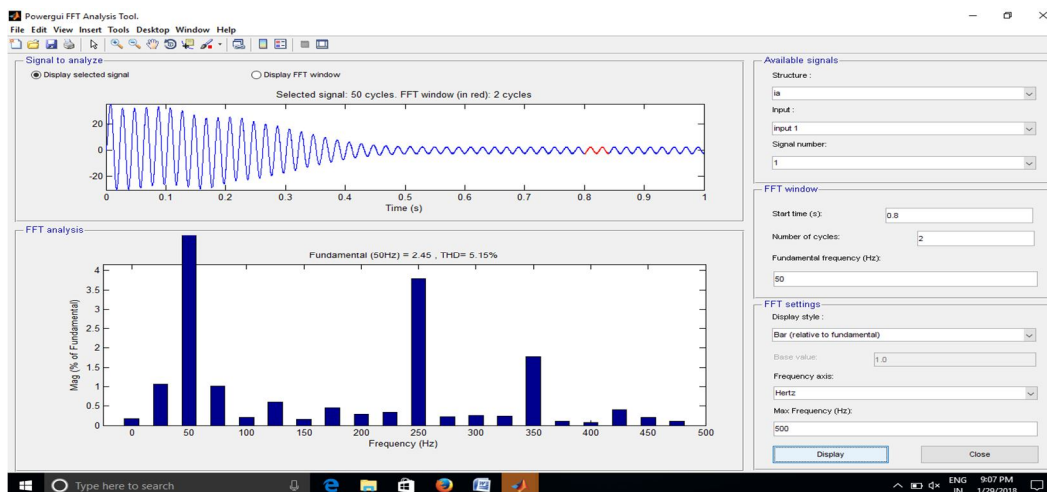 Powergui FFT Analysis Tool.
File Edit View Insert Tools Desktop Window Help
Signal to analyze
Display selected signal
Display FFT window
Selected signal: 50 cycles. FFT window (in red): 2 cycles
20
0
-20
0 0.1 0.2 0.3 0.4 0.5 0.6 0.7 0.8 0.9 1
Time (s)
FFT analysis
Fundamental (50Hz) = 2.45 , THD= 5.15%
4
3.5
3
2.5
2
1.5
1
0.5
0
Mag (% of Fundamental)
0 50 100 150 200 250 300 350 400 450 500
Frequency (Hz)
Available signals
Structure :
ia
Input :
input 1
Signal number:
1
FFT window
Start time (s): 0.8
Number of cycles: 2
Fundamental frequency (Hz):
50
FFT settings
Display style :
Bar (relative to fundamental)
Base value: 1.0
Frequency axis:
Hertz
Max Frequency (Hz):
500
Display Close
Type here to search
ENG 9:07 PM
IN 1/29/2018